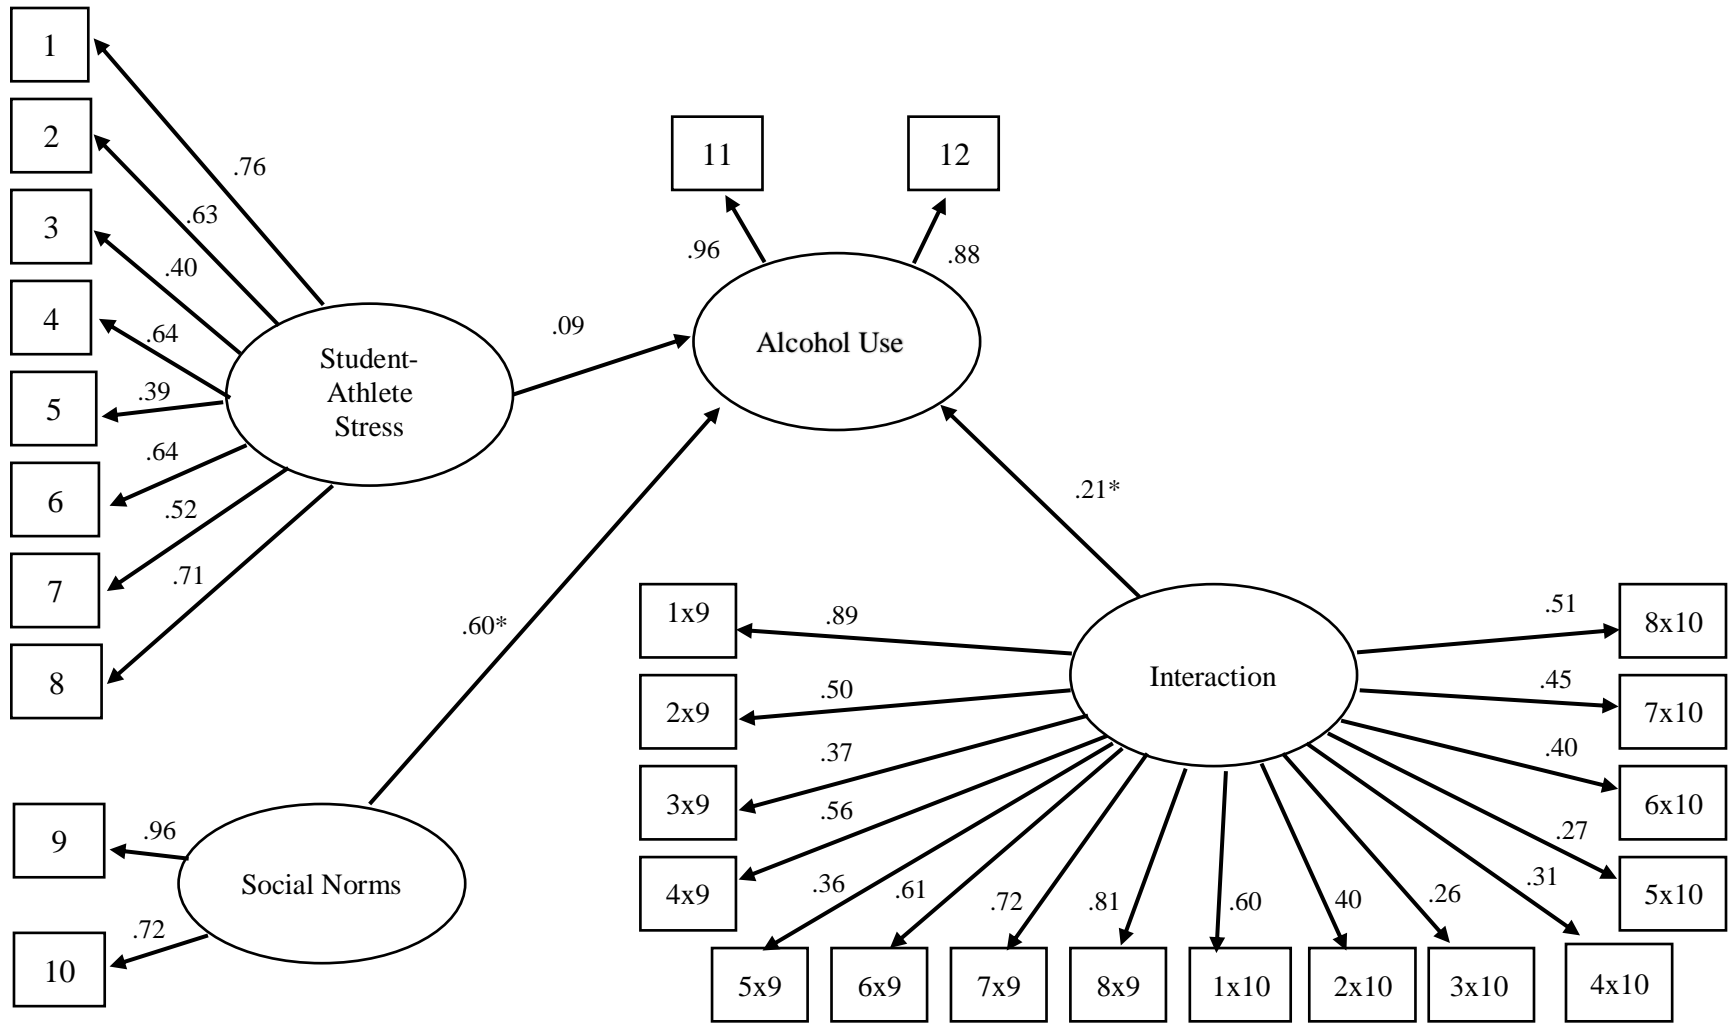 1
2
3
4
5
6
7
8
.76
.63
.40
.64
.39
.64
.52
.71
Student-
Athlete
Stress
.09
11
12
.96
.88
Alcohol Use
.60*
.21*
9
10
.96
.72
Social Norms
Interaction
1x9
2x9
3x9
4x9
.89
.50
.37
.56
.36
.61
.72
.81
.60
40
.26
.31
.27
.40
.45
.51
5x9
6x9
7x9
8x9
1x10
2x10
3x10
4x10
5x10
6x10
7x10
8x10